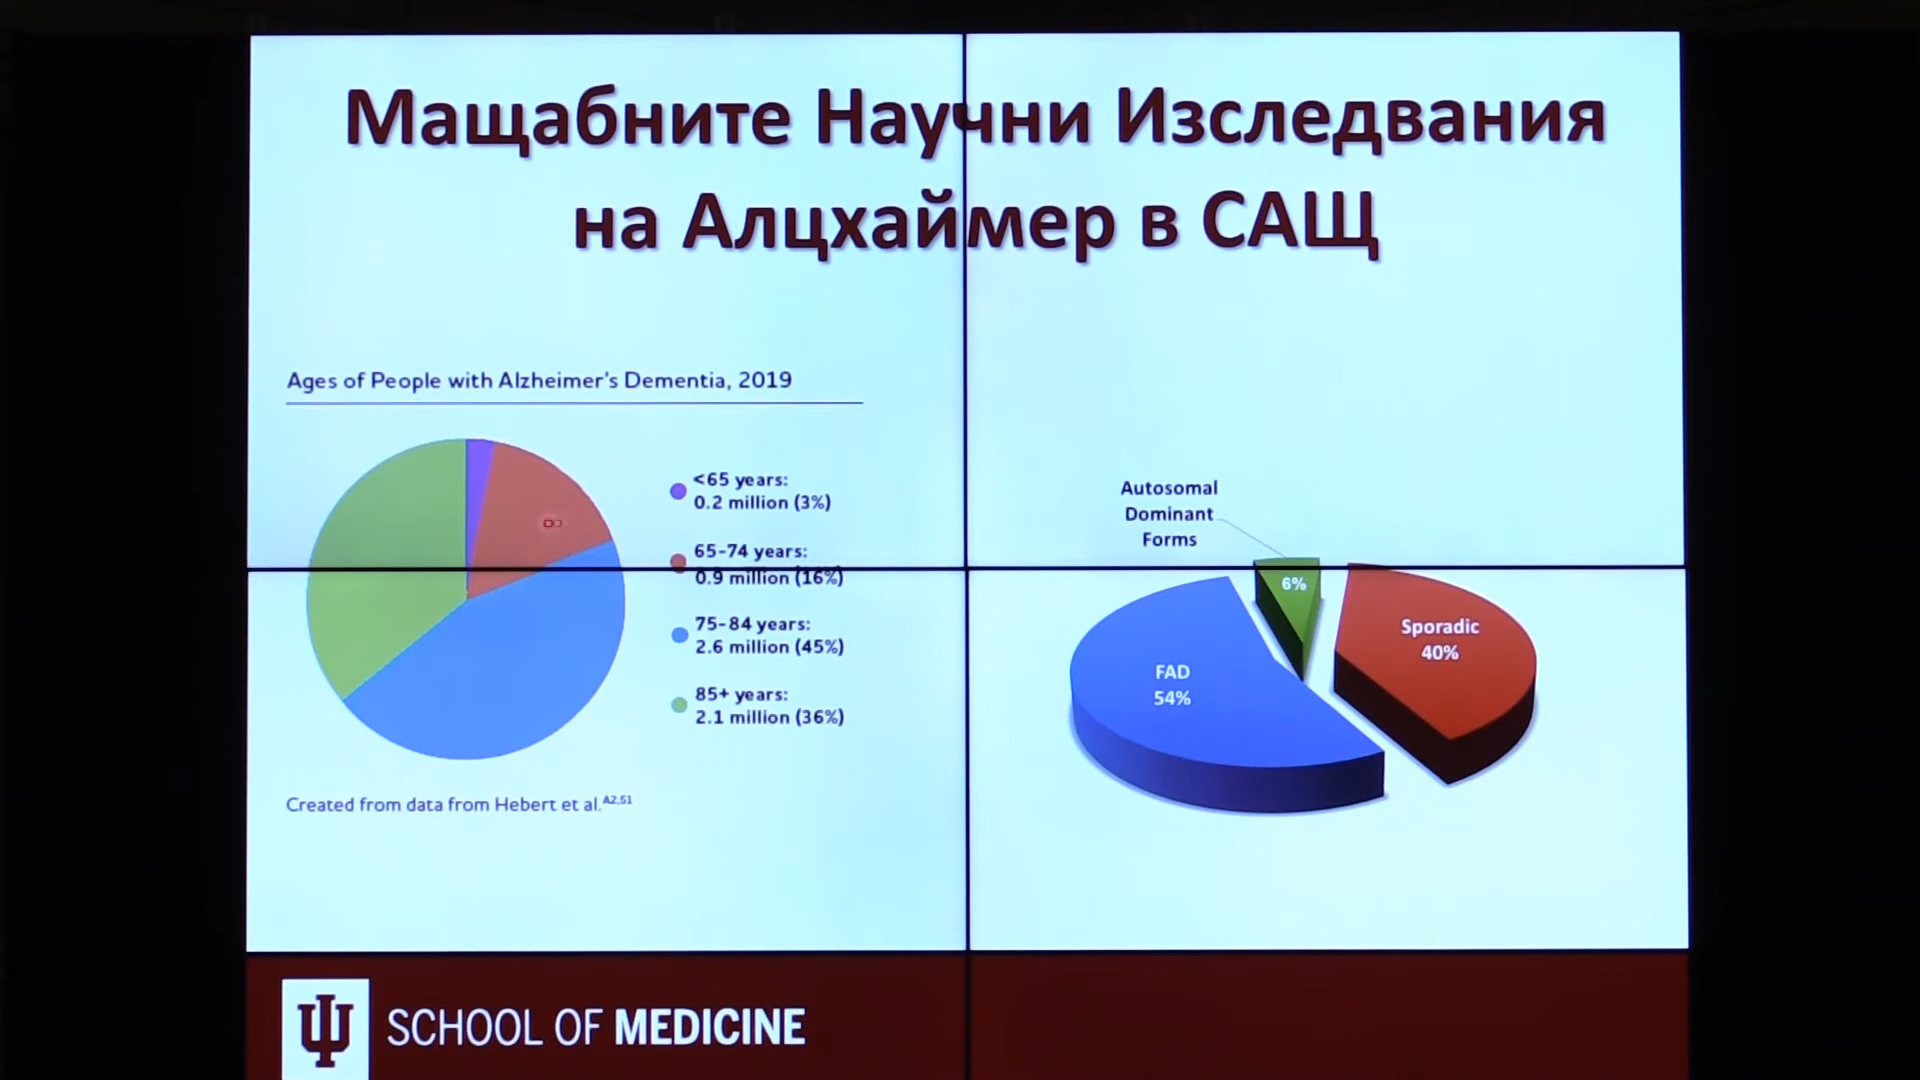 Мащабните Научни Изследвания
на Алцхаймер в САЩ
Ages of People with Alzheimer's Dementia, 2019
<65 years:
0.2 million (3%)
65-74 years:
0.9 million (16%)
75-84 years:
2.6 million (45%)
85+ years:
2.1 million (36%)
Created from data from Hebert et al.A2,51
Autosomal
Dominant
Forms
6%
Sporadic
40%
FAD
54%
SCHOOL OF MEDICINE